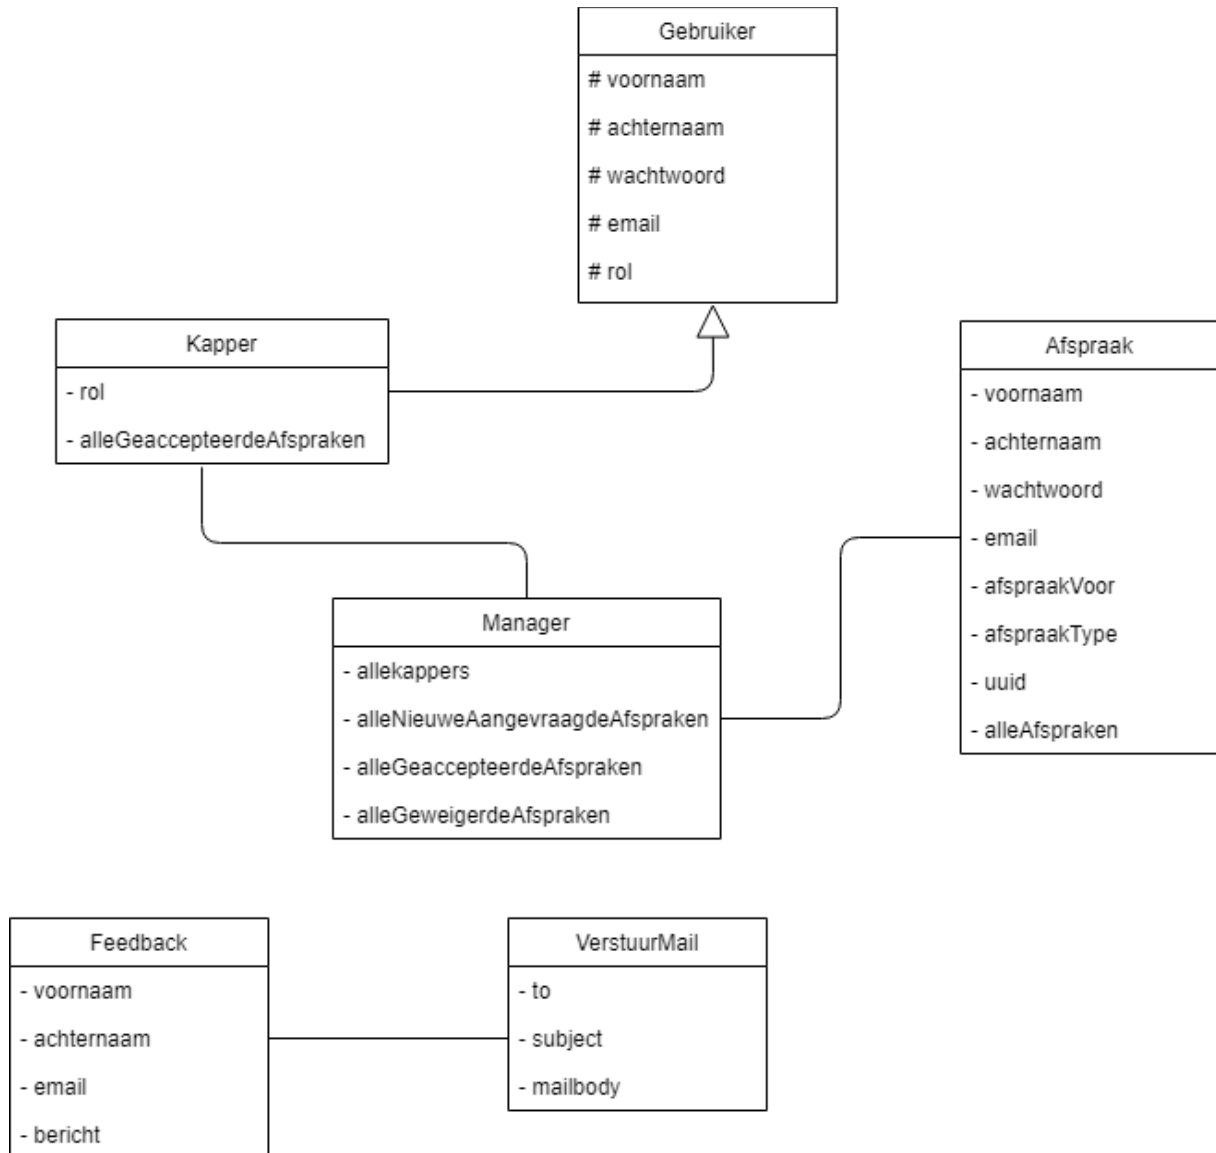 Gebruiker
# voornaam
# achternaam
# wachtwoord
# email
# rol
Kapper
- rol
- alleGeaccepteerdeAfspraken
Afspraak
- voornaam
- achternaam
- wachtwoord
- email
- afspraakVoor
- afspraakType
- uuid
- alleAfspraken
Manager
- allekappers
- alleNieuweAangevraagdeAfspraken
- alleGeaccepteerdeAfspraken
- alleGeweigerdeAfspraken
Feedback
- voornaam
- achternaam
- email
- bericht
VerstuurMail
- to
- subject
- mailbody